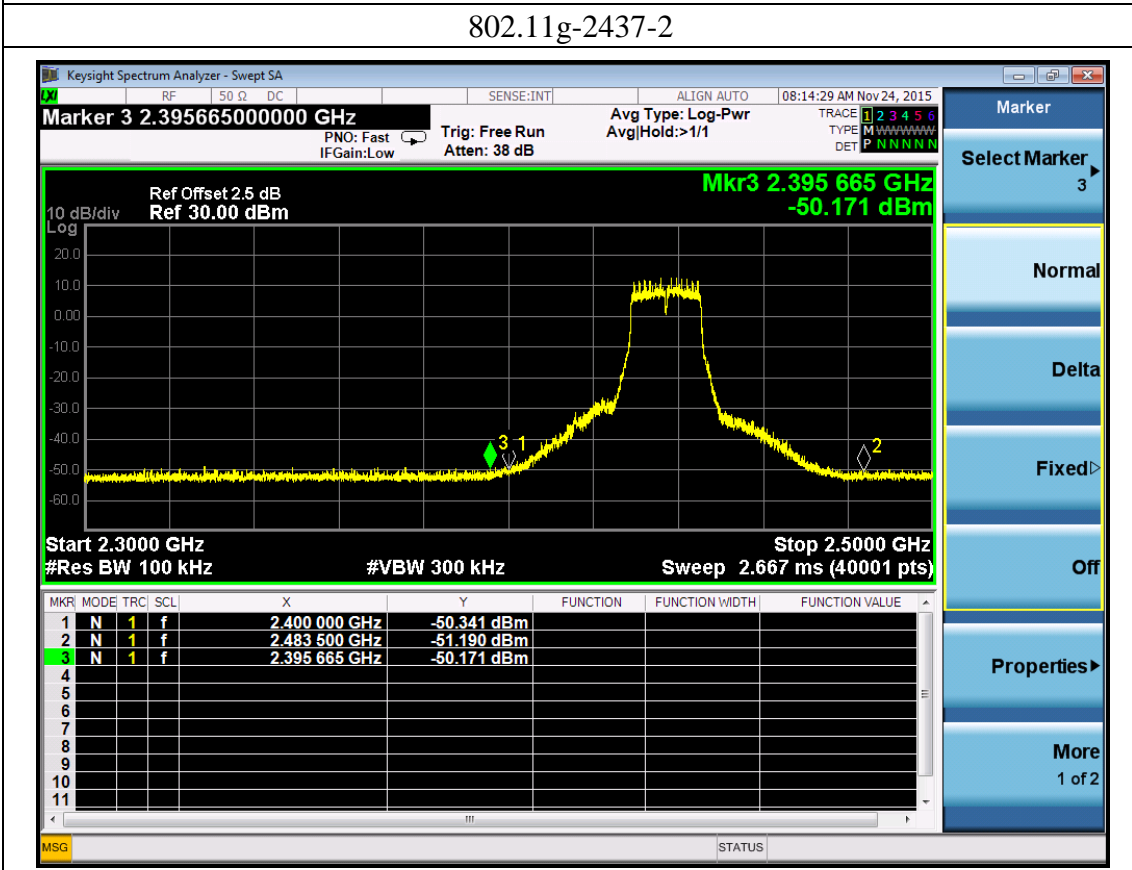 802.11g-2437-2
Keysight Spectrum Analyzer - Swept SA
LXI RF 50 Ω DC SENSE:INT ALIGN AUTO 08:14:29 AM Nov 24, 2015
Marker 3 2.395665000000 GHz
PNO: Fast
IFGain:Low
Trig: Free Run
Atten: 38 dB
Avg Type: Log-Pwr
Avg|Hold:>1/1
TRACE 1 2 3 4 5 6
TYPE M WWWWW
DET P N N N N N
Mkr3 2.395 665 GHz
-50.171 dBm
Ref Offset 2.5 dB
10 dB/div Ref 30.00 dBm
Log
20.0
10.0
0.00
-10.0
-20.0
-30.0
-40.0
-50.0
-60.0
3 1 2
Start 2.3000 GHz Stop 2.5000 GHz
#Res BW 100 kHz #VBW 300 kHz Sweep 2.667 ms (40001 pts)
MKR MODE TRC SCL X Y FUNCTION FUNCTION WIDTH FUNCTION VALUE
1 N 1 f 2.400 000 GHz -50.341 dBm
2 N 1 f 2.483 500 GHz -51.190 dBm
3 N 1 f 2.395 665 GHz -50.171 dBm
4
5
6
7
8
9
10
11
MSG STATUS
Marker
Select Marker
3
Normal
Delta
Fixed
Off
Properties
More
1 of 2